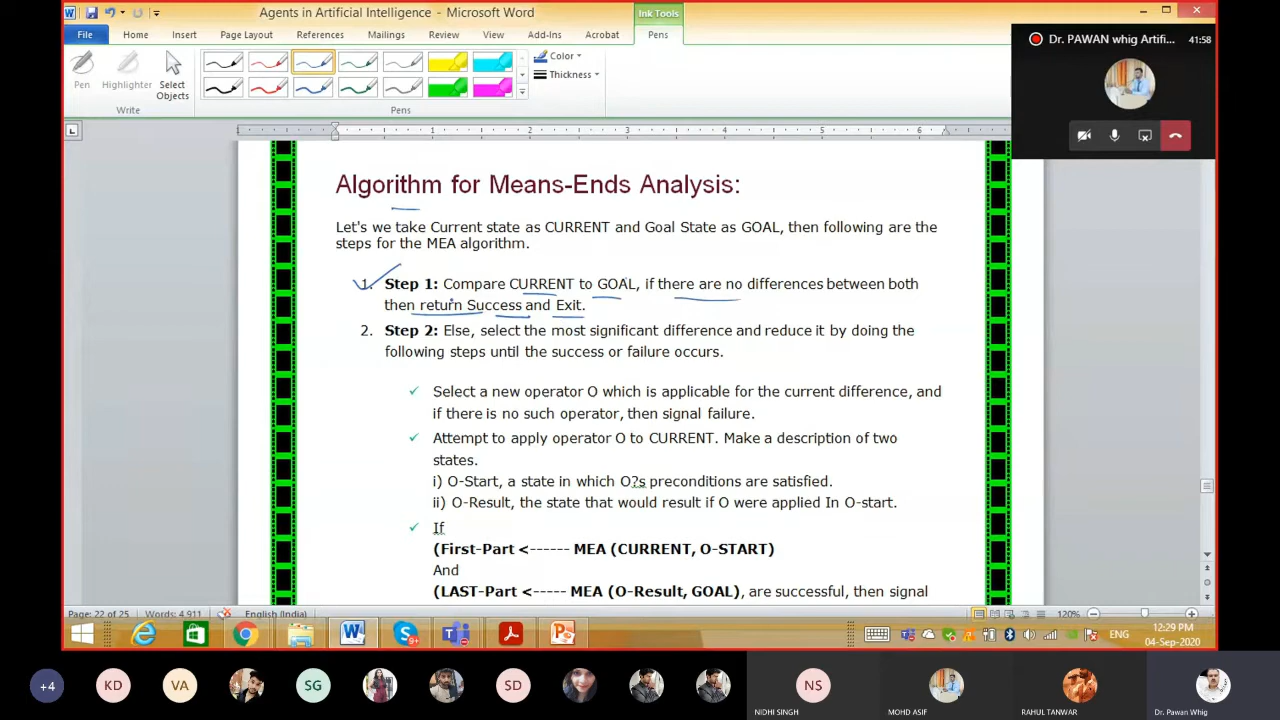 Agents in Artificial Intelligence - Microsoft Word
Ink Tools
File Home Insert Page Layout References Mailings Review View Add-Ins Acrobat Pens
Dr. PAWAN whig Artifi... 41:58
Pen Highlighter Select Objects
Color
Thickness
Write
Pens
1 2 3 4 5 6
Algorithm for Means-Ends Analysis:
Let's we take Current state as CURRENT and Goal State as GOAL, then following are the
steps for the MEA algorithm.
1. Step 1: Compare CURRENT to GOAL, if there are no differences between both
then return Success and Exit.
2. Step 2: Else, select the most significant difference and reduce it by doing the
following steps until the success or failure occurs.
✓ Select a new operator O which is applicable for the current difference, and
if there is no such operator, then signal failure.
✓ Attempt to apply operator O to CURRENT. Make a description of two
states.
i) O-Start, a state in which O?s preconditions are satisfied.
ii) O-Result, the state that would result if O were applied In O-start.
✓ If
(First-Part <------ MEA (CURRENT, O-START)
And
(LAST-Part <----- MEA (O-Result, GOAL), are successful, then signal
Page: 22 of 25 Words: 4,911 English (India) 120%
ENG
12:29 PM
04-Sep-2020
+4 KD VA SG SD NS
NIDHI SINGH MOHD ASIF RAHUL TANWAR Dr. Pawan Whig